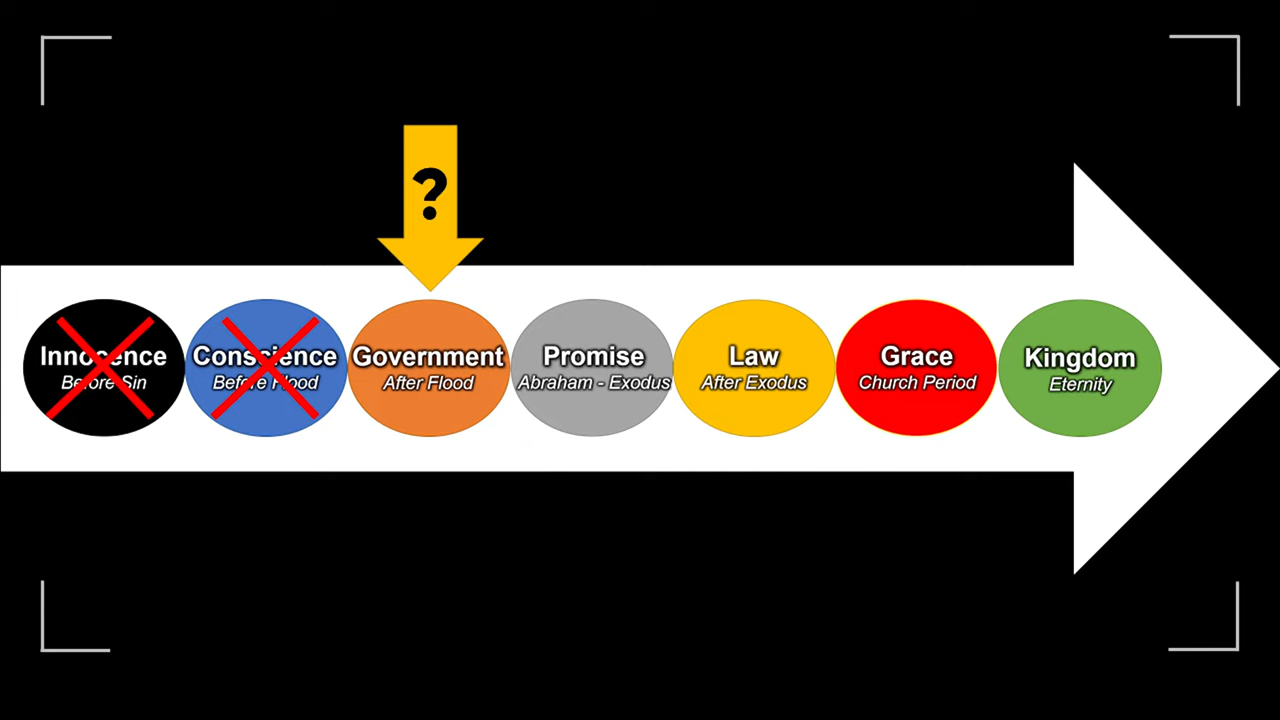 ?
Innocence
Before Sin
Conscience
Before Flood
Government
After Flood
Promise
Abraham - Exodus
Law
After Exodus
Grace
Church Period
Kingdom
Eternity